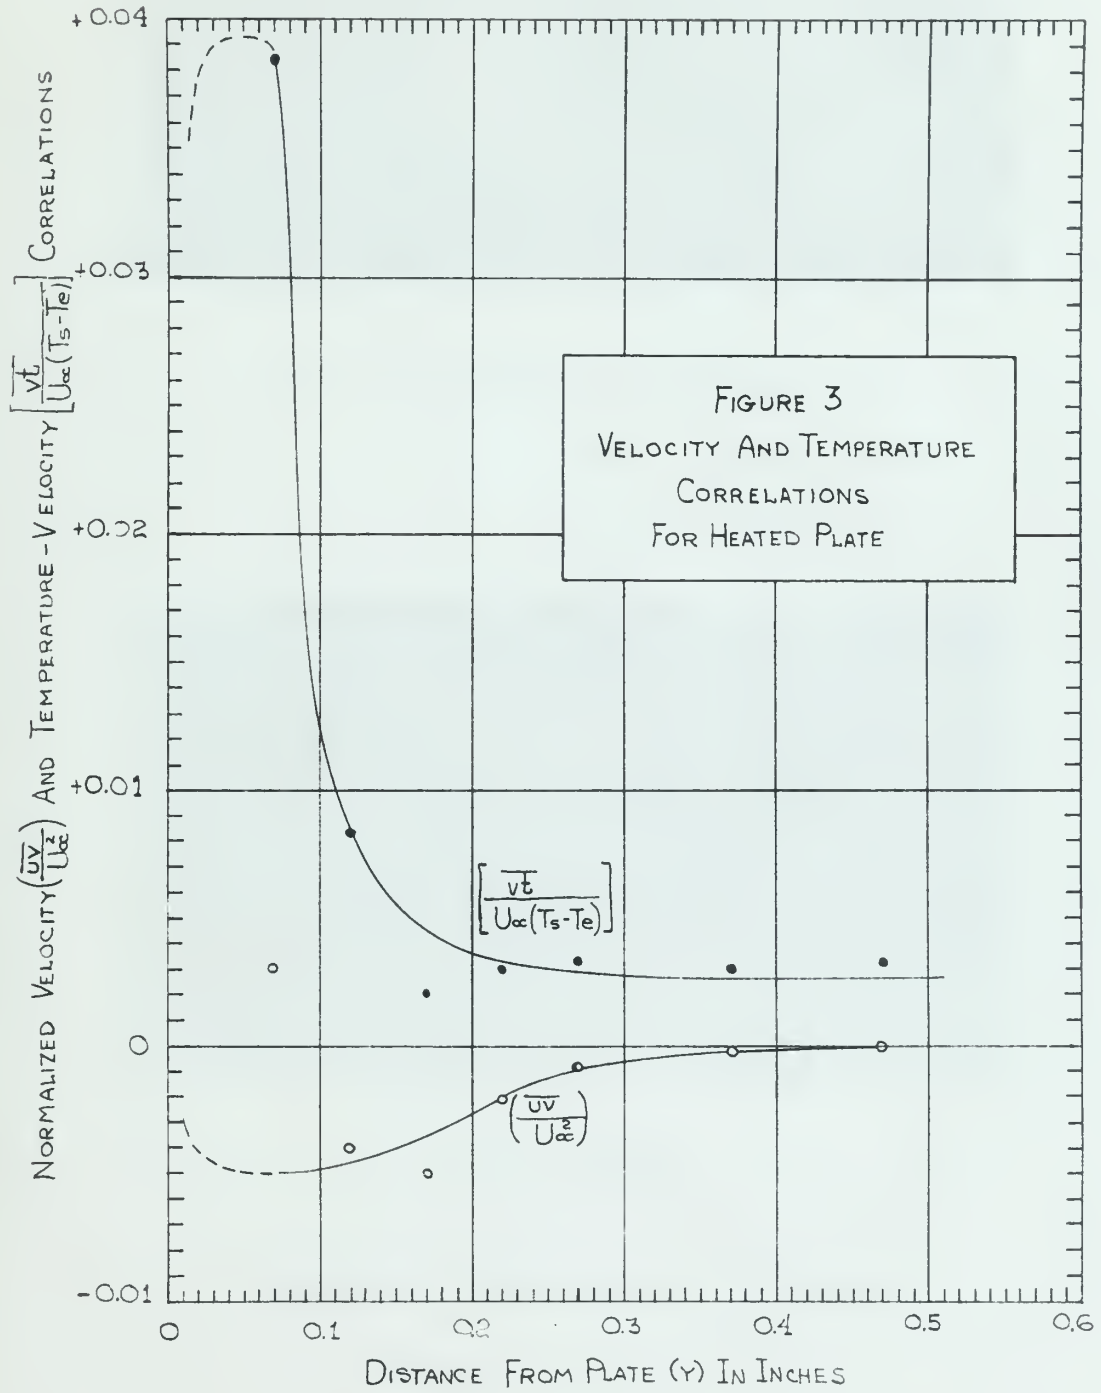 +0.04
+0.03
+0.02
+0.01
0
-0.01
NORMALIZED VELOCITY (uv/U∝²) AND TEMPERATURE-VELOCITY [vt/U∝(Ts-Te)] CORRELATIONS
FIGURE 3
VELOCITY AND TEMPERATURE
CORRELATIONS
FOR HEATED PLATE
[vt/U∝(Ts-Te)]
(uv/U∝²)
0 0.1 0.2 0.3 0.4 0.5 0.6
DISTANCE FROM PLATE (Y) IN INCHES